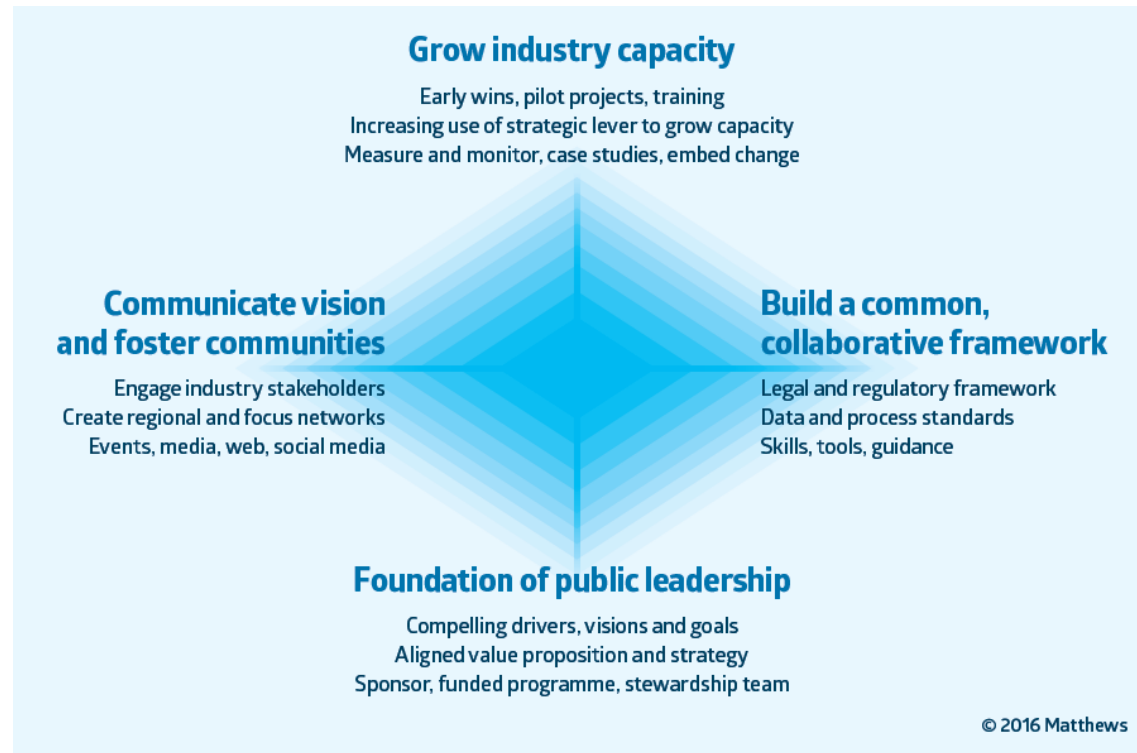 Grow industry capacity
Early wins, pilot projects, training
Increasing use of strategic lever to grow capacity
Measure and monitor, case studies, embed change
Communicate vision
and foster communities
Engage industry stakeholders
Create regional and focus networks
Events, media, web, social media
Build a common,
collaborative framework
Legal and regulatory framework
Data and process standards
Skills, tools, guidance
Foundation of public leadership
Compelling drivers, visions and goals
Aligned value proposition and strategy
Sponsor, funded programme, stewardship team
© 2016 Matthews